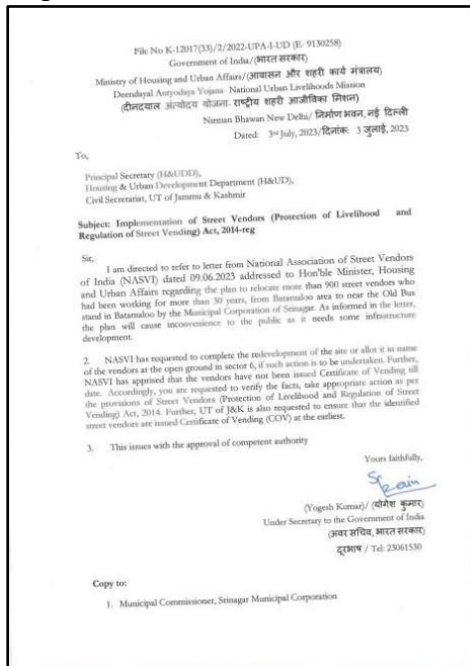 File No K-12017(33)/2/2022-UPA-I-UD (E- 9130258)
Government of India/(भारत सरकार)
Ministry of Housing and Urban Affairs/(आवासन और शहरी कार्य मंत्रालय)
Deendayal Antyodaya Yojana- National Urban Livelihoods Mission
(दीनदयाल अंत्योदय योजना- राष्ट्रीय शहरी आजीविका मिशन)
Nirman Bhawan New Delhi/ निर्माण भवन, नई दिल्ली
Dated: 3rd July, 2023/दिनांक: 3 जुलाई, 2023
To,
Principal Secretary (H&UDD),
Housing & Urban Development Department (H&UD),
Civil Secretariat, UT of Jammu & Kashmir
Subject: Implementation of Street Vendors (Protection of Livelihood and
Regulation of Street Vending) Act, 2014-reg
Sir,
I am directed to refer to letter from National Association of Street Vendors
of India (NASVI) dated 09.06.2023 addressed to Hon'ble Minister, Housing
and Urban Affairs regarding the plan to relocate more than 900 street vendors who
had been working for more than 30 years, from Batamaloo area to near the Old Bus
stand in Batamaloo by the Municipal Corporation of Srinagar. As informed in the letter,
the plan will cause inconvenience to the public as it needs some infrastructure
development.
2. NASVI has requested to complete the redevelopment of the site or allot it in name
of the vendors at the open ground in sector 6, if such action is to be undertaken. Further,
NASVI has apprised that the vendors have not been issued Certificate of Vending till
date. Accordingly, you are requested to verify the facts, take appropriate action as per
the provisions of Street Vendors (Protection of Livelihood and Regulation of Street
Vending) Act, 2014. Further, UT of J&K is also requested to ensure that the identified
street vendors are issued Certificate of Vending (COV) at the earliest.
3. This issues with the approval of competent authority
Yours faithfully,
(Yogesh Kumar)/ (योगेश कुमार)
Under Secretary to the Government of India
(अवर सचिव, भारत सरकार)
दूरभाष / Tel: 23061530
Copy to:
1. Municipal Commissioner, Srinagar Municipal Corporation